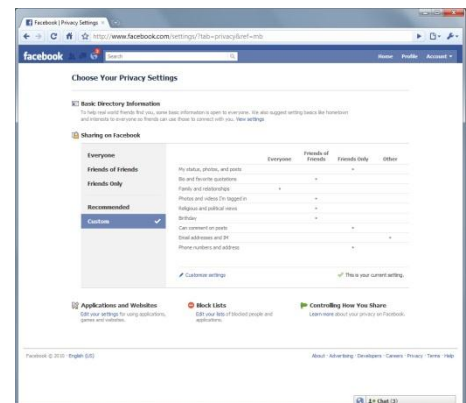 Facebook | Privacy Settings
http://www.facebook.com/settings/?tab=privacy&ref=mb
facebook
Search
Home Profile Account
Choose Your Privacy Settings
Basic Directory Information
To help real world friends find you, some basic information is open to everyone. We also suggest setting basics like hometown
and interests to everyone so friends can use those to connect with you. View settings
Sharing on Facebook
Everyone
Friends of Friends
Friends Only
Recommended
Custom
Everyone Friends of Friends Friends Only Other
My status, photos, and posts
Bio and favorite quotations
Family and relationships
Photos and videos I'm tagged in
Religious and political views
Birthday
Can comment on posts
Email addresses and IM
Phone numbers and address
Customize settings
This is your current setting.
Applications and Websites
Edit your settings for using applications,
games and websites.
Block Lists
Edit your lists of blocked people and
applications.
Controlling How You Share
Learn more about your privacy on Facebook.
Facebook © 2010 · English (US)
About · Advertising · Developers · Careers · Privacy · Terms · Help
Chat (3)